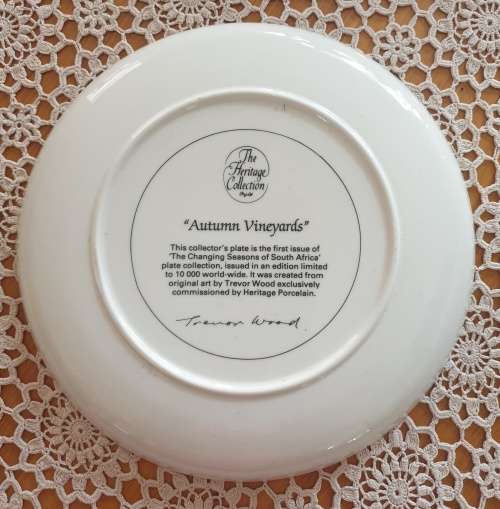 The
Heritage
Collection
(Pty) Ltd
"Autumn Vineyards"
This collector's plate is the first issue of
'The Changing Seasons of South Africa'
plate collection, issued in an edition limited
to 10 000 world-wide. It was created from
original art by Trevor Wood exclusively
commissioned by Heritage Porcelain.
Trevor Wood.